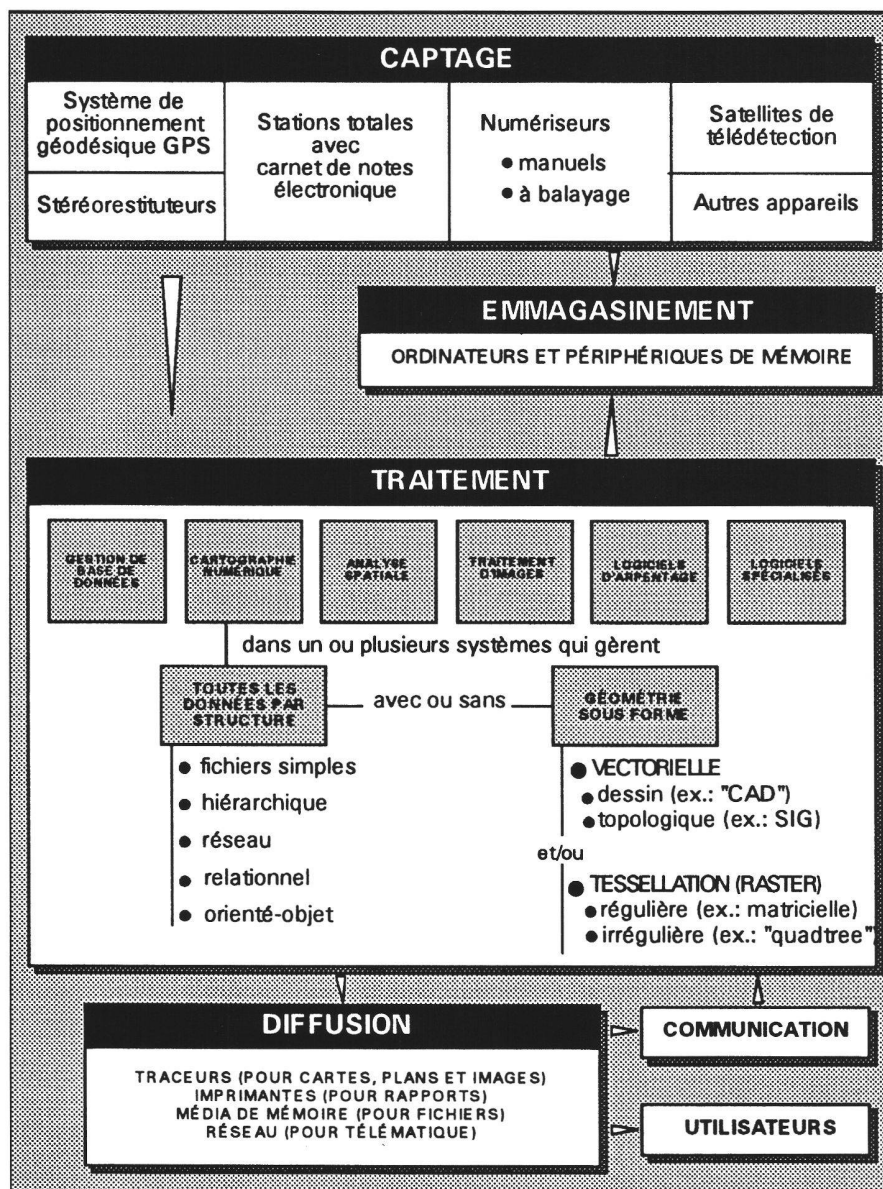 CAPTAGE
Système de
positionnement
géodésique GPS
Stéréorestituteurs
Stations totales
avec
carnet de notes
électronique
Numériseurs
● manuels
● à balayage
Satellites de
télédétection
Autres appareils
EMMAGASINEMENT
ORDINATEURS ET PÉRIPHÉRIQUES DE MÉMOIRE
TRAITEMENT
GESTION DE
BASE DE
DONNÉES
CARTOGRAPHIE
NUMÉRIQUE
ANALYSE
SPATIALE
TRAITEMENT
D'IMAGES
LOGICIELS
D'ARPENTAGE
LOGICIELS
SPÉCIALISÉS
dans un ou plusieurs systèmes qui gèrent
TOUTES LES
DONNÉES PAR
STRUCTURE
avec ou sans
GÉOMÉTRIE
SOUS FORME
● fichiers simples
● hiérarchique
● réseau
● relationnel
● orienté-objet
● VECTORIELLE
● dessin (ex.: "CAD")
● topologique (ex.: SIG)
et/ou
● TESSELLATION (RASTER)
● régulière (ex.: matricielle)
● irrégulière (ex.: "quadtree")
DIFFUSION
TRACEURS (POUR CARTES, PLANS ET IMAGES)
IMPRIMANTES (POUR RAPPORTS)
MÉDIA DE MÉMOIRE (POUR FICHIERS)
RÉSEAU (POUR TÉLÉMATIQUE)
COMMUNICATION
UTILISATEURS